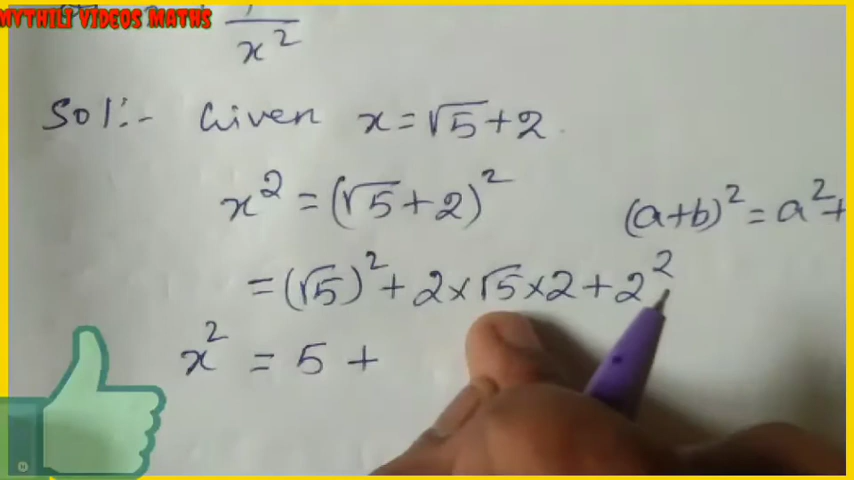 MYTHILI VIDEOS MATHS
x²
Sol:- Given x = √5 + 2
x² = (√5 + 2)²
(a+b)² = a² +
= (√5)² + 2 × √5 × 2 + 2²
x² = 5 +